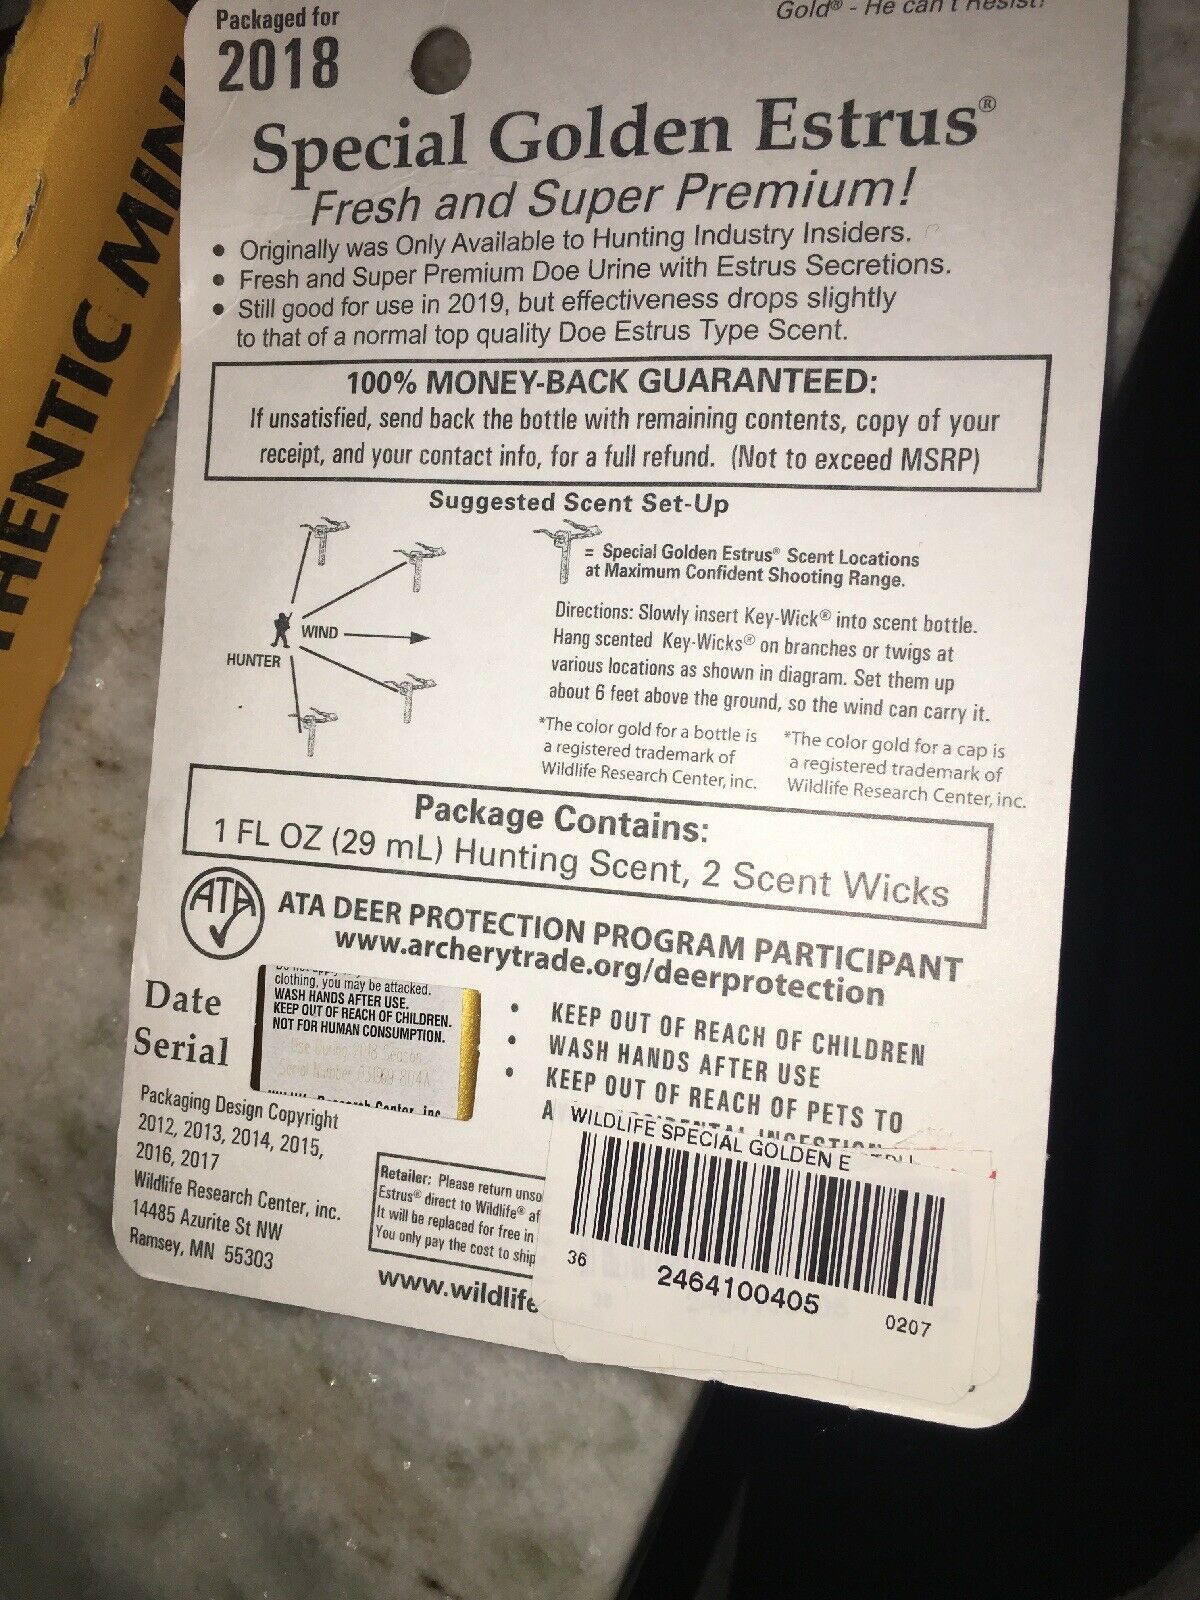 Packaged for
2018
Gold® - He can't Resist!
Special Golden Estrus®
Fresh and Super Premium!
• Originally was Only Available to Hunting Industry Insiders.
• Fresh and Super Premium Doe Urine with Estrus Secretions.
• Still good for use in 2019, but effectiveness drops slightly
to that of a normal top quality Doe Estrus Type Scent.
100% MONEY-BACK GUARANTEED:
If unsatisfied, send back the bottle with remaining contents, copy of your
receipt, and your contact info, for a full refund. (Not to exceed MSRP)
Suggested Scent Set-Up
= Special Golden Estrus® Scent Locations
at Maximum Confident Shooting Range.
WIND
HUNTER
Directions: Slowly insert Key-Wick® into scent bottle.
Hang scented Key-Wicks® on branches or twigs at
various locations as shown in diagram. Set them up
about 6 feet above the ground, so the wind can carry it.
*The color gold for a bottle is
a registered trademark of
Wildlife Research Center, inc.
*The color gold for a cap is
a registered trademark of
Wildlife Research Center, inc.
Package Contains:
1 FL OZ (29 mL) Hunting Scent, 2 Scent Wicks
ATA
ATA DEER PROTECTION PROGRAM PARTICIPANT
www.archerytrade.org/deerprotection
Date
Serial
clothing, you may be attacked.
WASH HANDS AFTER USE.
KEEP OUT OF REACH OF CHILDREN.
NOT FOR HUMAN CONSUMPTION.
Use During 2018 Season
Serial Number
• KEEP OUT OF REACH OF CHILDREN
• WASH HANDS AFTER USE
• KEEP OUT OF REACH OF PETS TO
Packaging Design Copyright
2012, 2013, 2014, 2015,
2016, 2017
Wildlife Research Center, inc.
14485 Azurite St NW
Ramsey, MN 55303
Retailer: Please return unso
Estrus® direct to Wildlife® af
It will be replaced for free in
You only pay the cost to ship
www.wildlife
WILDLIFE SPECIAL GOLDEN E
36
2464100405
0207
HENTIC MINI